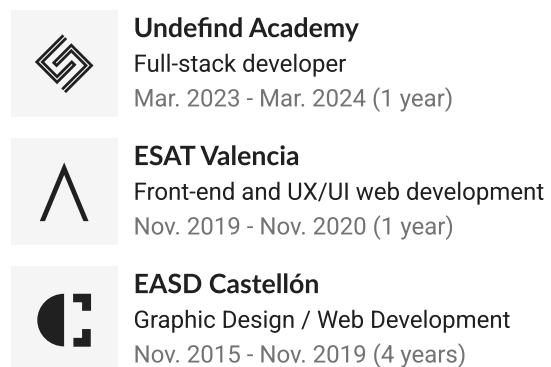 Undefind Academy
Full-stack developer
Mar. 2023 - Mar. 2024 (1 year)
ESAT Valencia
Front-end and UX/UI web development
Nov. 2019 - Nov. 2020 (1 year)
EASD Castellón
Graphic Design / Web Development
Nov. 2015 - Nov. 2019 (4 years)